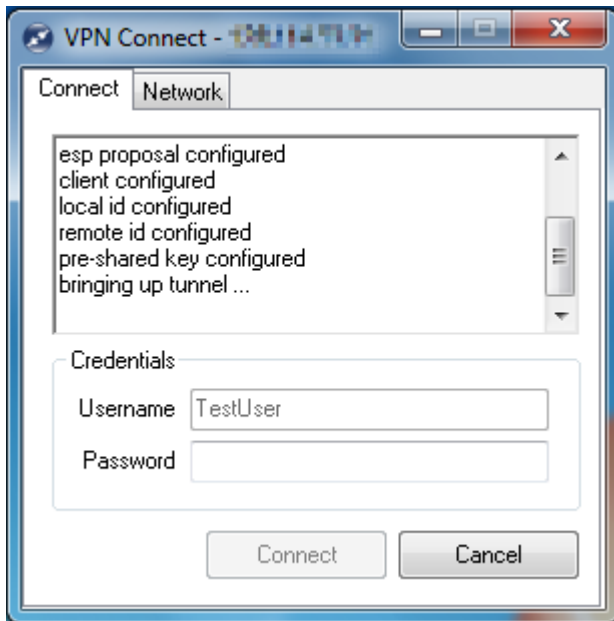 VPN Connect -
Connect
Network
esp proposal configured
client configured
local id configured
remote id configured
pre-shared key configured
bringing up tunnel ...
Credentials
Username TestUser
Password
Connect
Cancel